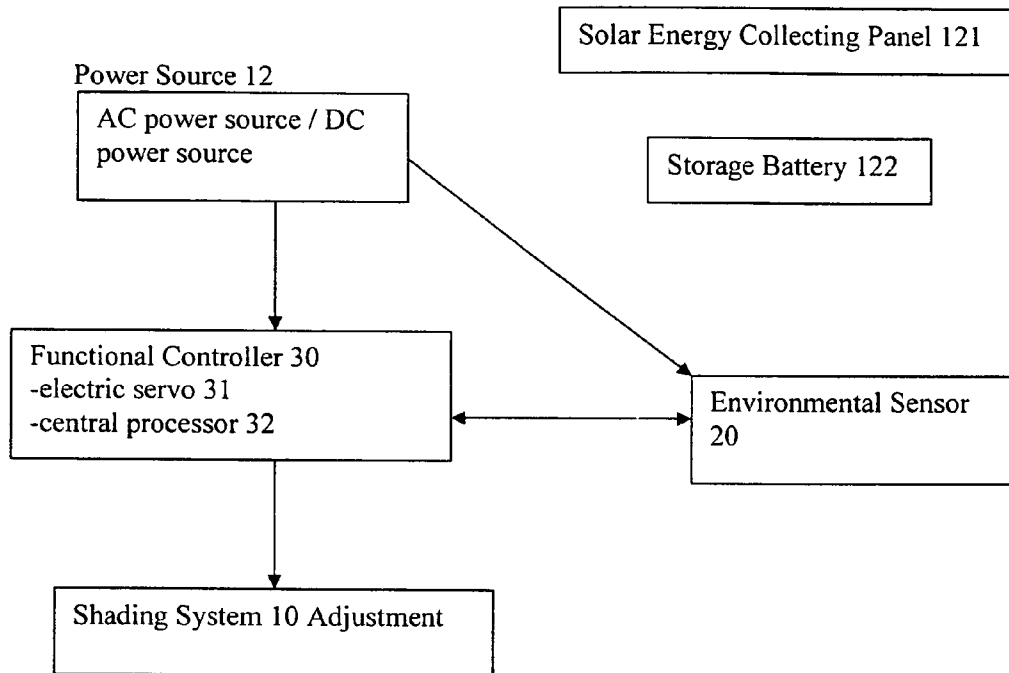 Solar Energy Collecting Panel 121
Power Source 12
AC power source / DC
power source
Storage Battery 122
Functional Controller 30
-electric servo 31
-central processor 32
Environmental Sensor
20
Shading System 10 Adjustment